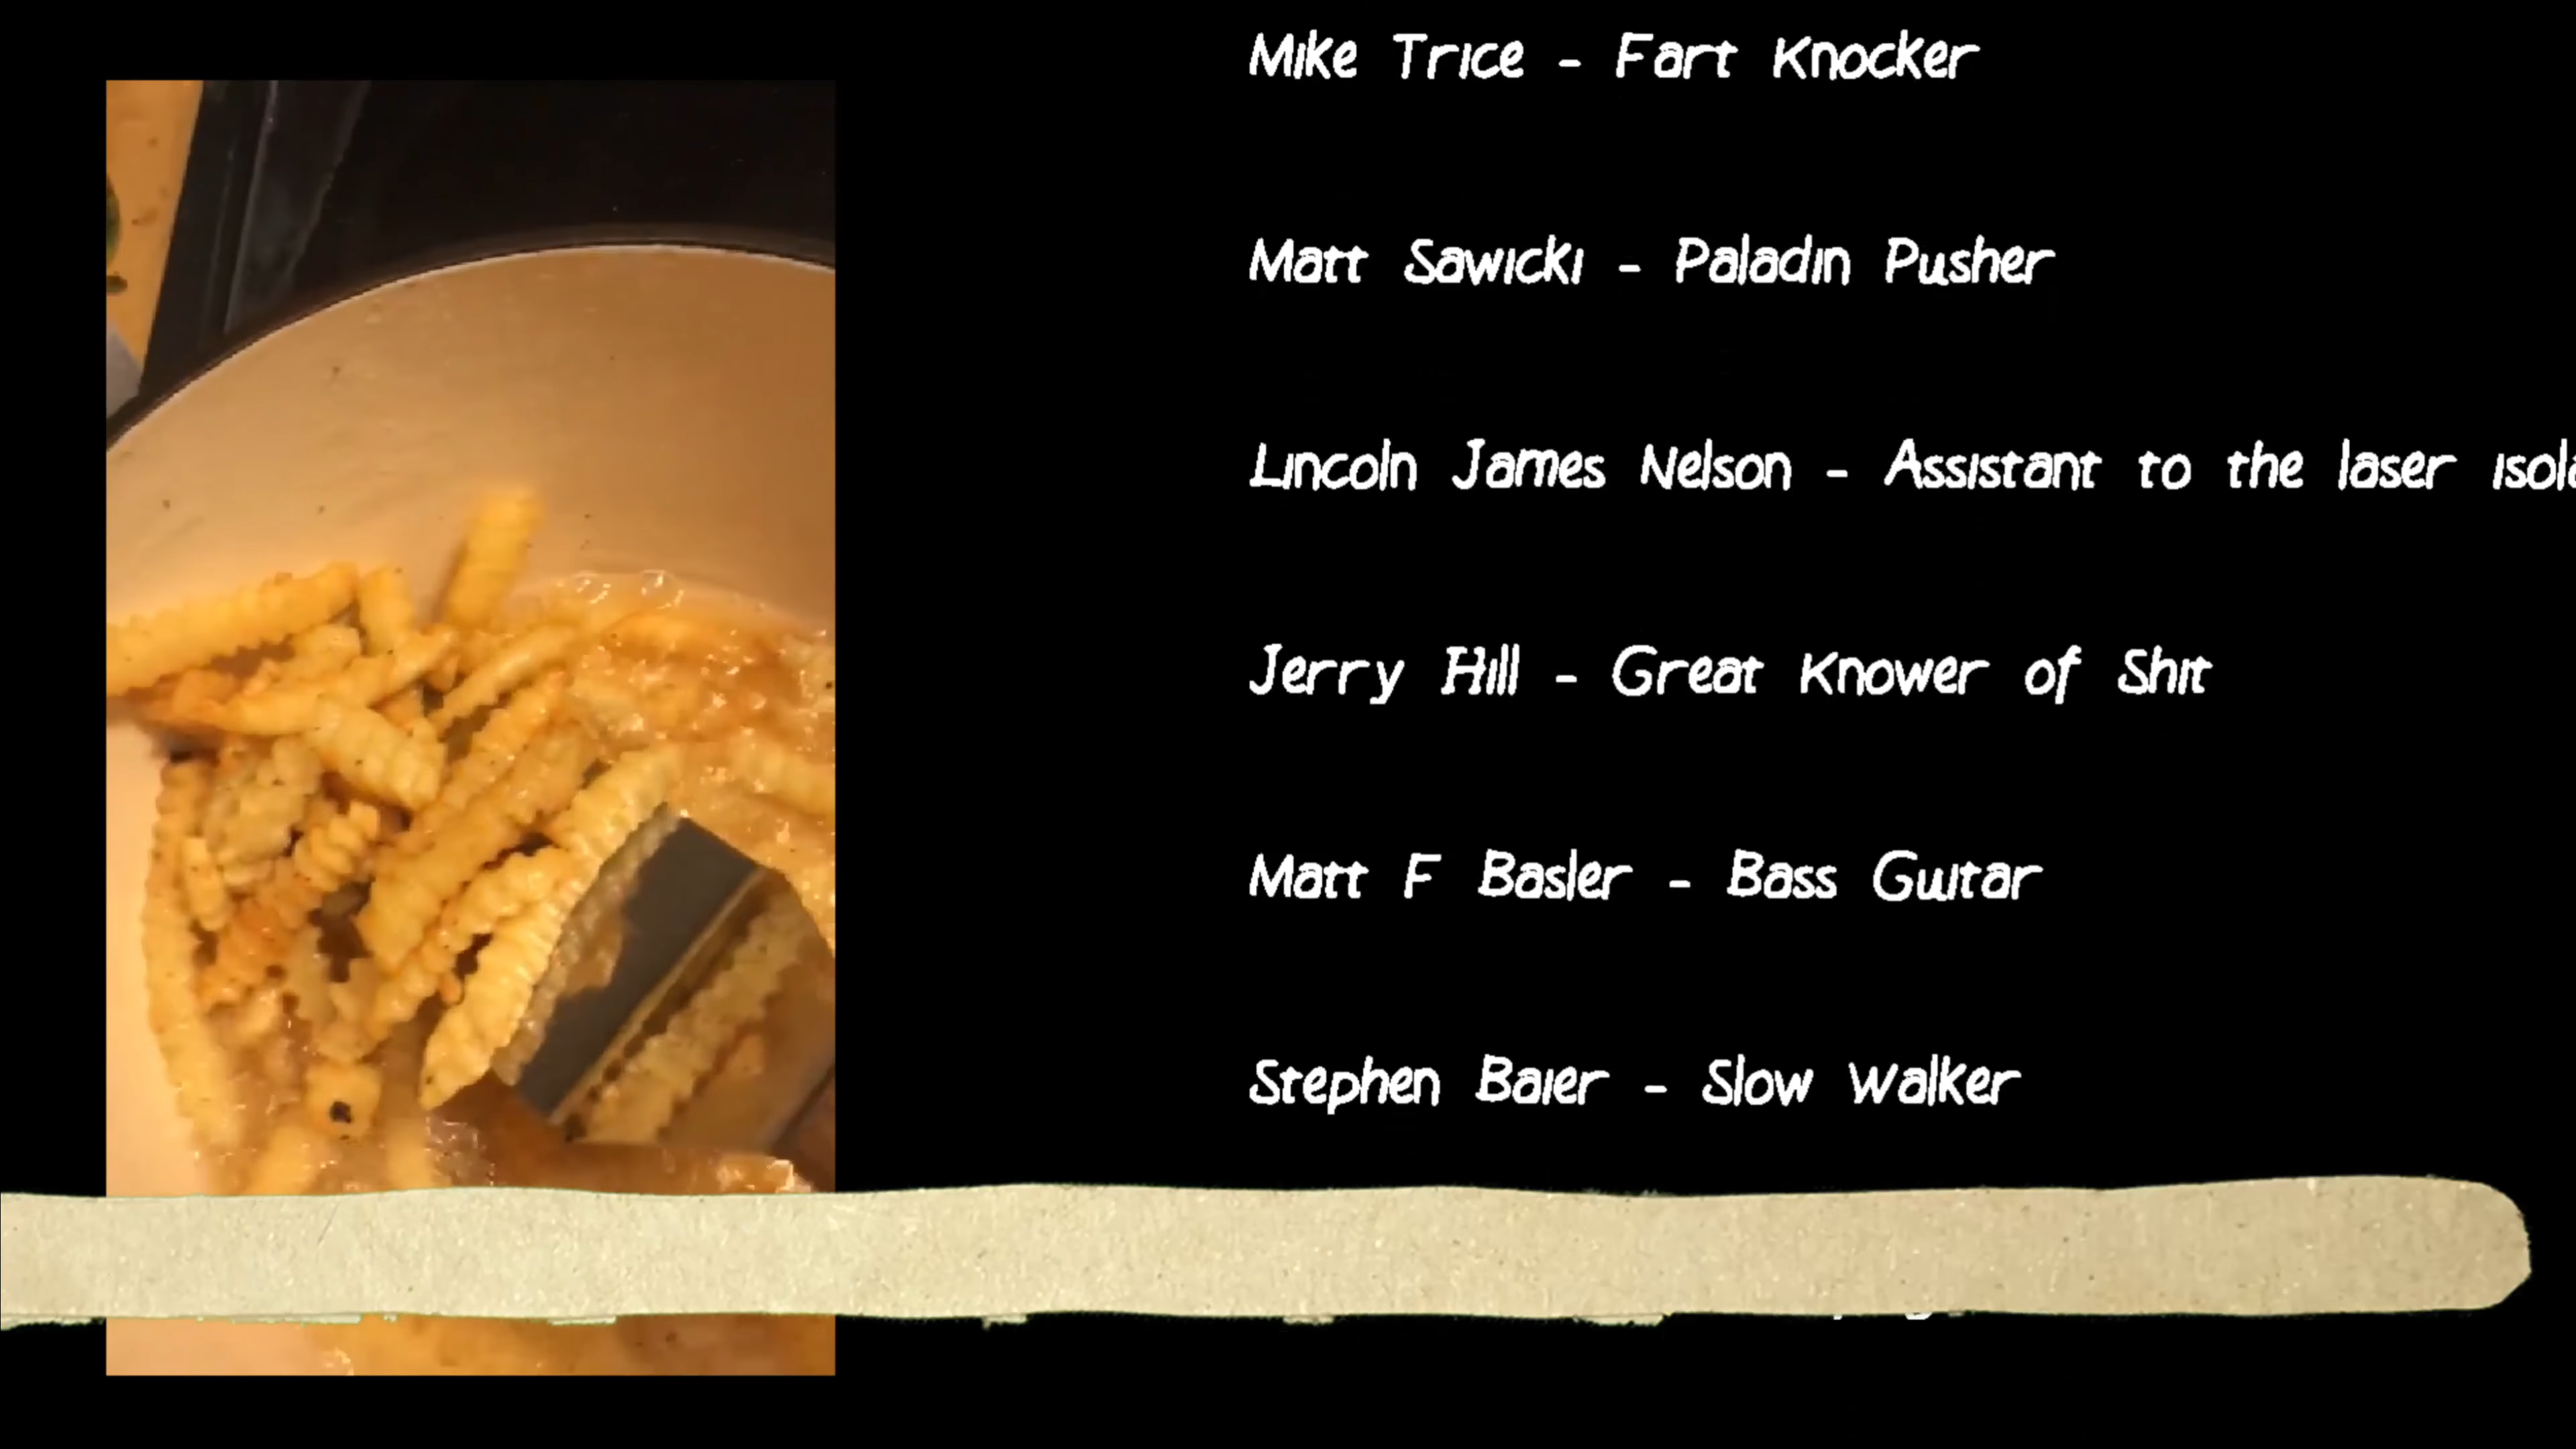 Mike Trice - Fart Knocker
Matt Sawicki - Paladin Pusher
Lincoln James Nelson - Assistant to the laser
Jerry Hill - Great Knower of Shit
Matt F Basler - Bass Guitar
Stephen Baier - Slow Walker